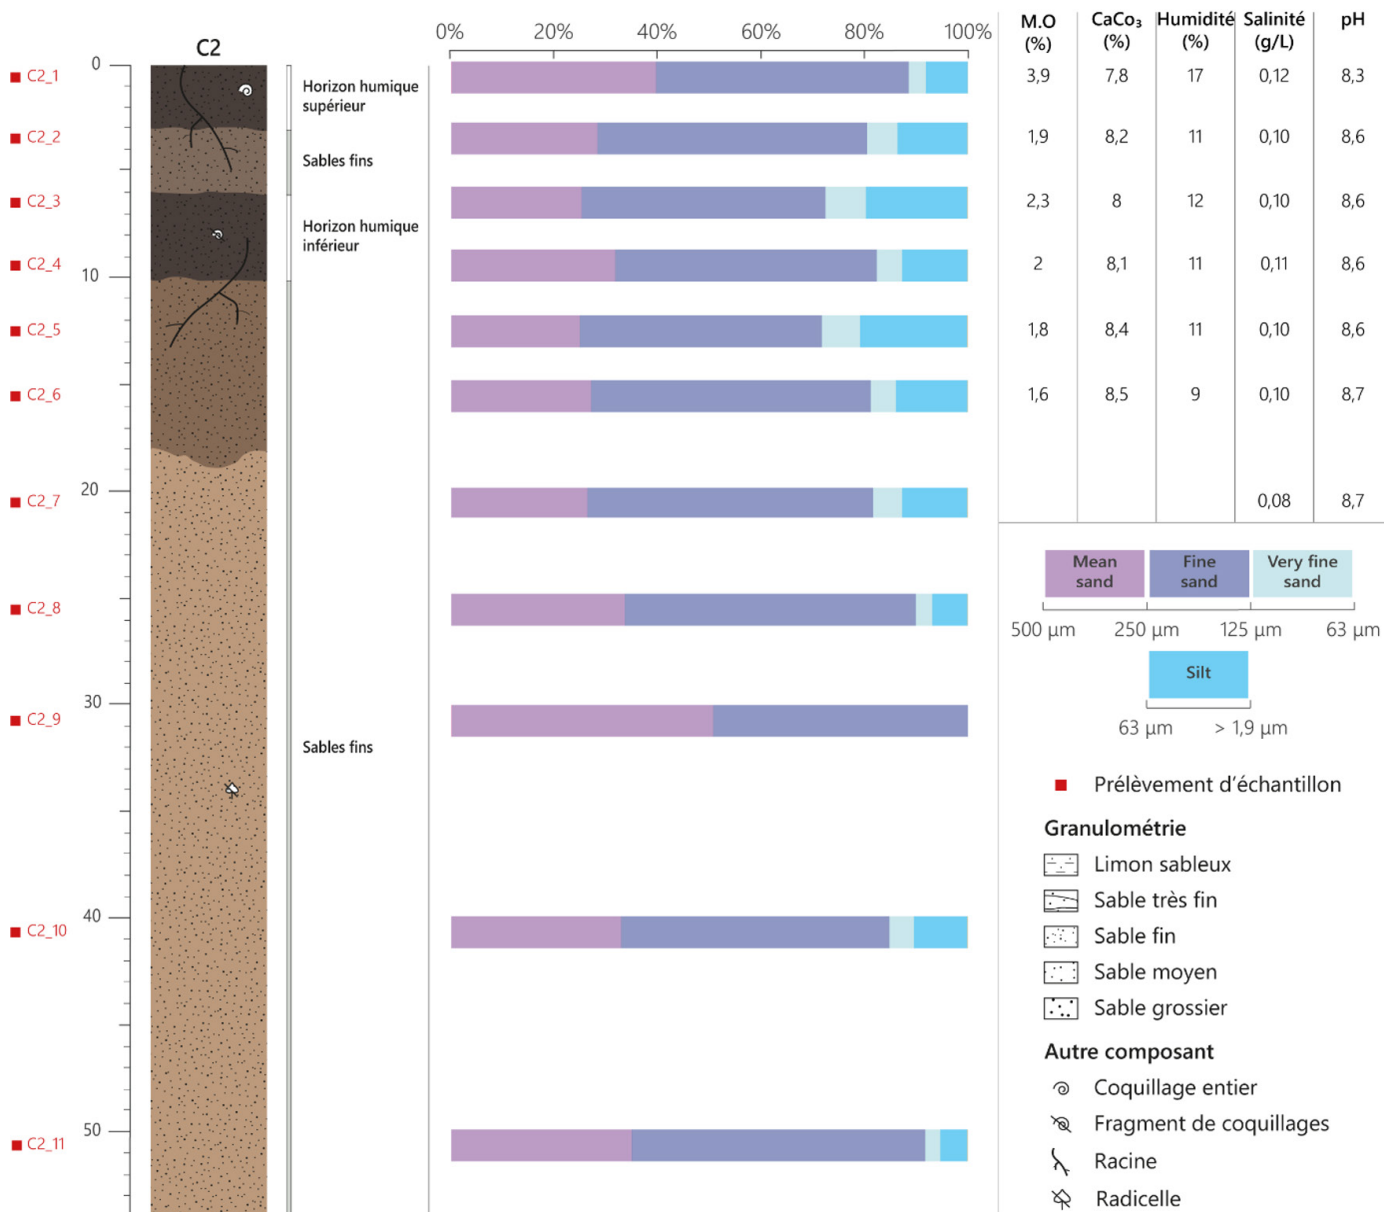 C2
0%
20%
40%
60%
80%
100%
M.O
(%)
CaCo₃
(%)
Humidité
(%)
Salinité
(g/L)
pH
0
C2_1
Horizon humique
supérieur
3,9
7,8
17
0,12
8,3
C2_2
Sables fins
1,9
8,2
11
0,10
8,6
C2_3
Horizon humique
inférieur
2,3
8
12
0,10
8,6
C2_4
10
2
8,1
11
0,11
8,6
C2_5
1,8
8,4
11
0,10
8,6
C2_6
1,6
8,5
9
0,10
8,7
20
C2_7
0,08
8,7
C2_8
30
C2_9
Sables fins
40
C2_10
50
C2_11
Mean
sand
Fine
sand
Very fine
sand
500 µm
250 µm
125 µm
63 µm
Silt
63 µm
> 1,9 µm
Prélèvement d'échantillon
Granulométrie
Limon sableux
Sable très fin
Sable fin
Sable moyen
Sable grossier
Autre composant
Coquillage entier
Fragment de coquillages
Racine
Radicelle